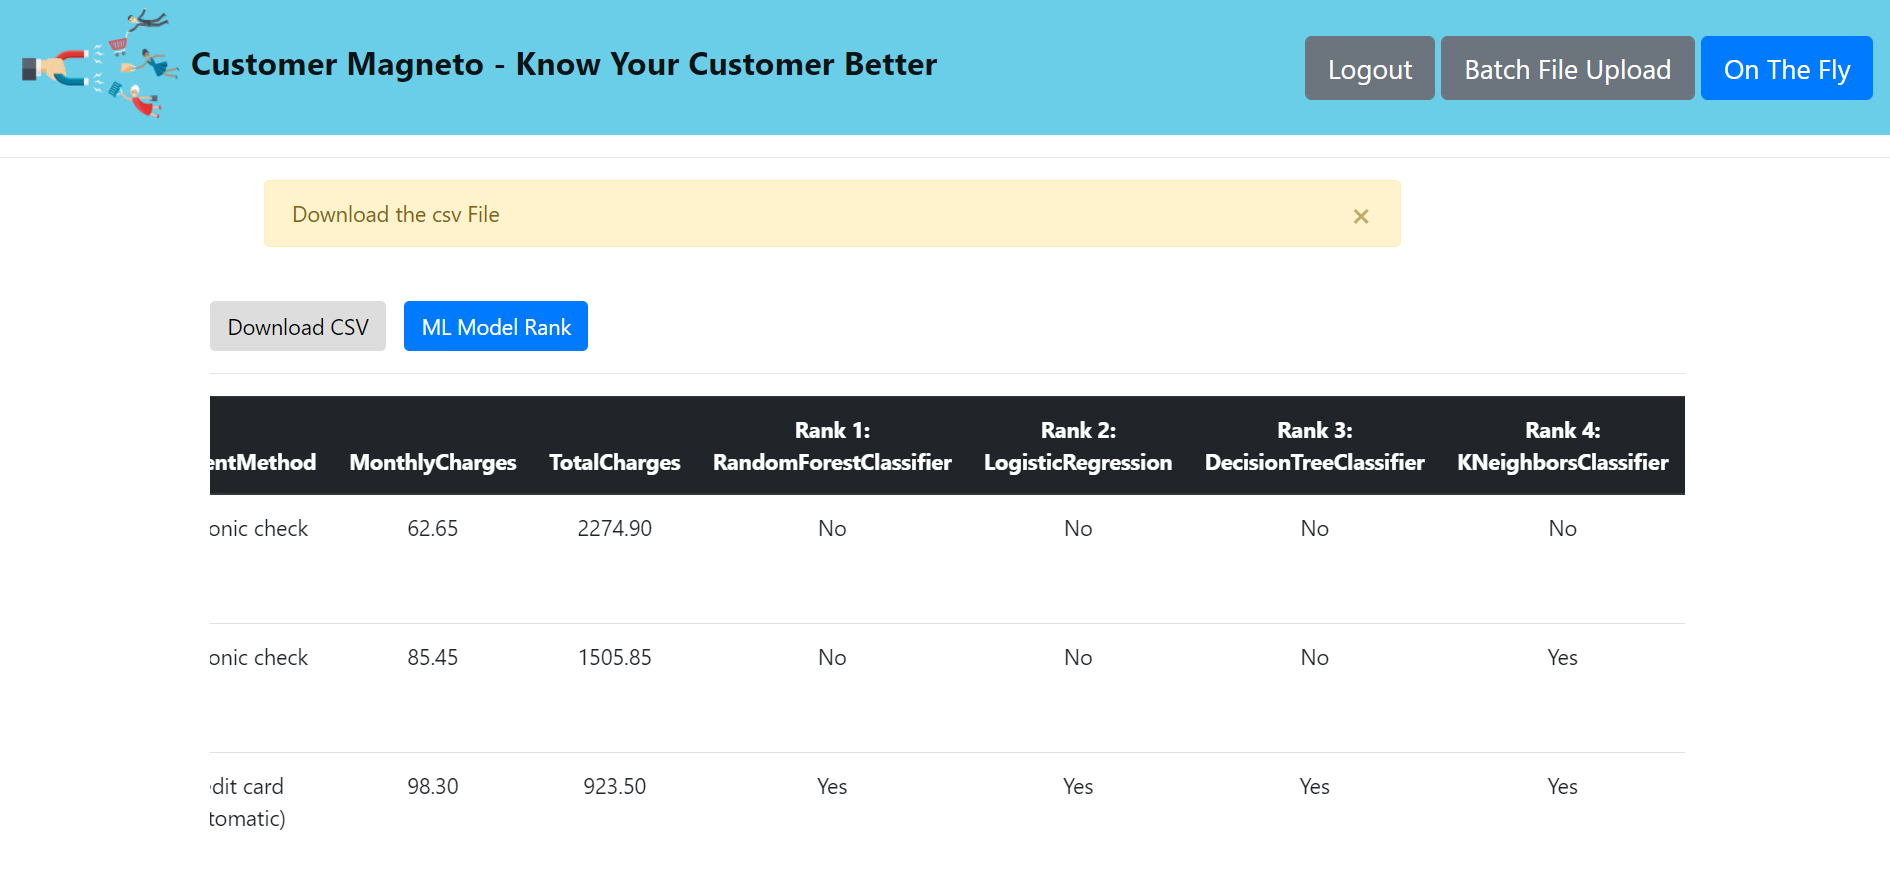 Customer Magneto - Know Your Customer Better
Logout
Batch File Upload
On The Fly
Download the csv File
×
Download CSV
ML Model Rank
entMethod
MonthlyCharges
TotalCharges
Rank 1:
RandomForestClassifier
Rank 2:
LogisticRegression
Rank 3:
DecisionTreeClassifier
Rank 4:
KNeighborsClassifier
onic check 62.65 2274.90 No No No No
onic check 85.45 1505.85 No No No Yes
edit card 98.30 923.50 Yes Yes Yes Yes
tomatic)